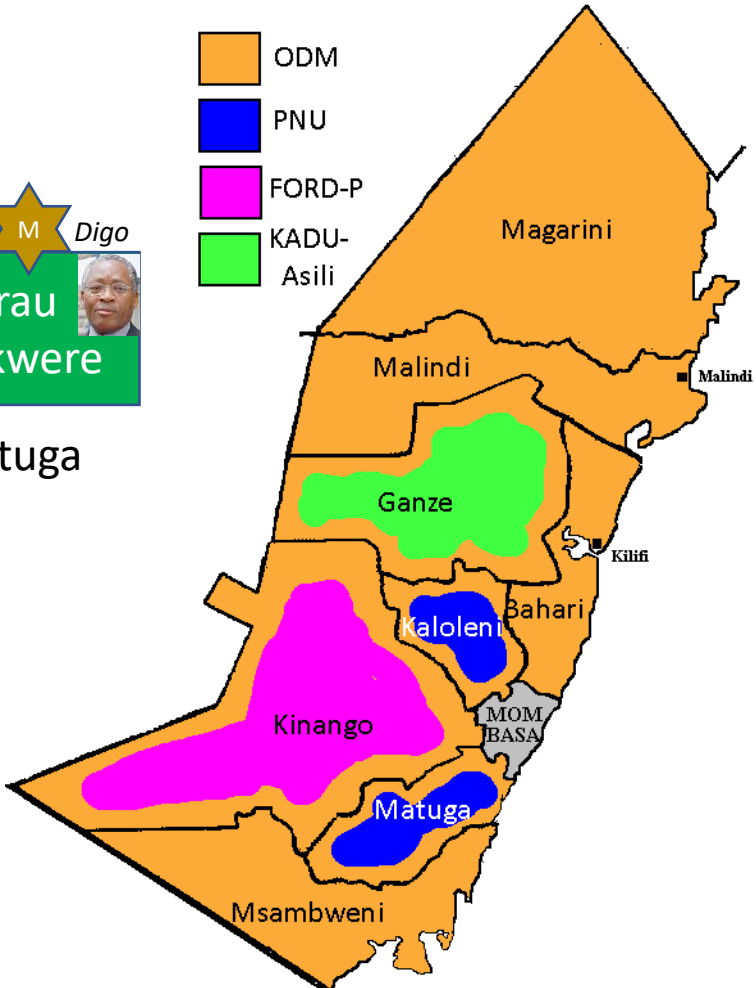 ODM
PNU
FORD-P
KADU-
Asili
M
Digo
rau
kwere
tuga
Magarini
Malindi
Malindi
Ganze
Kilifi
Kaloleni
Bahari
Kinango
MOM
BASA
Matuga
Msambweni